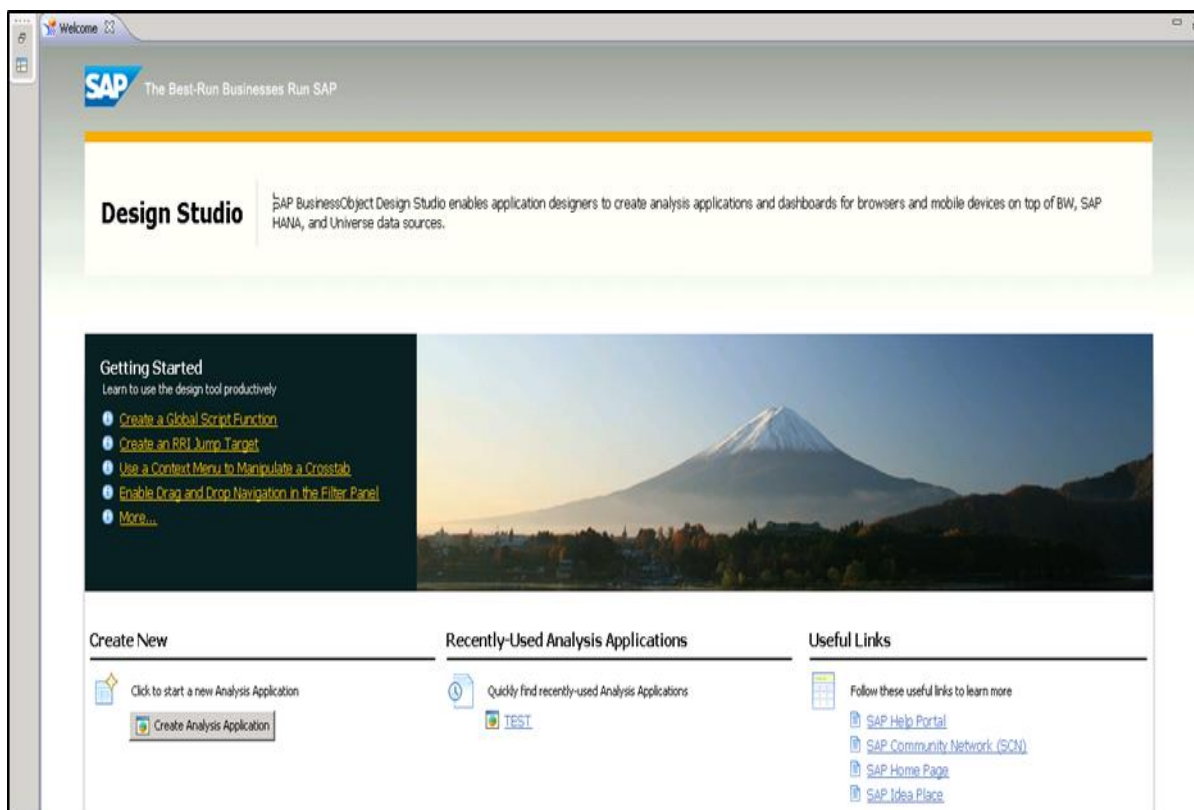 Welcome
SAP The Best-Run Businesses Run SAP
Design Studio
SAP BusinessObject Design Studio enables application designers to create analysis applications and dashboards for browsers and mobile devices on top of BW, SAP
HANA, and Universe data sources.
Getting Started
Learn to use the design tool productively
Create a Global Script Function
Create an RRI Jump Target
Use a Context Menu to Manipulate a Crosstab
Enable Drag and Drop Navigation in the Filter Panel
More...
Create New
Click to start a new Analysis Application
Create Analysis Application
Recently-Used Analysis Applications
Quickly find recently-used Analysis Applications
TEST
Useful Links
Follow these useful links to learn more
SAP Help Portal
SAP Community Network (SCN)
SAP Home Page
SAP Idea Place